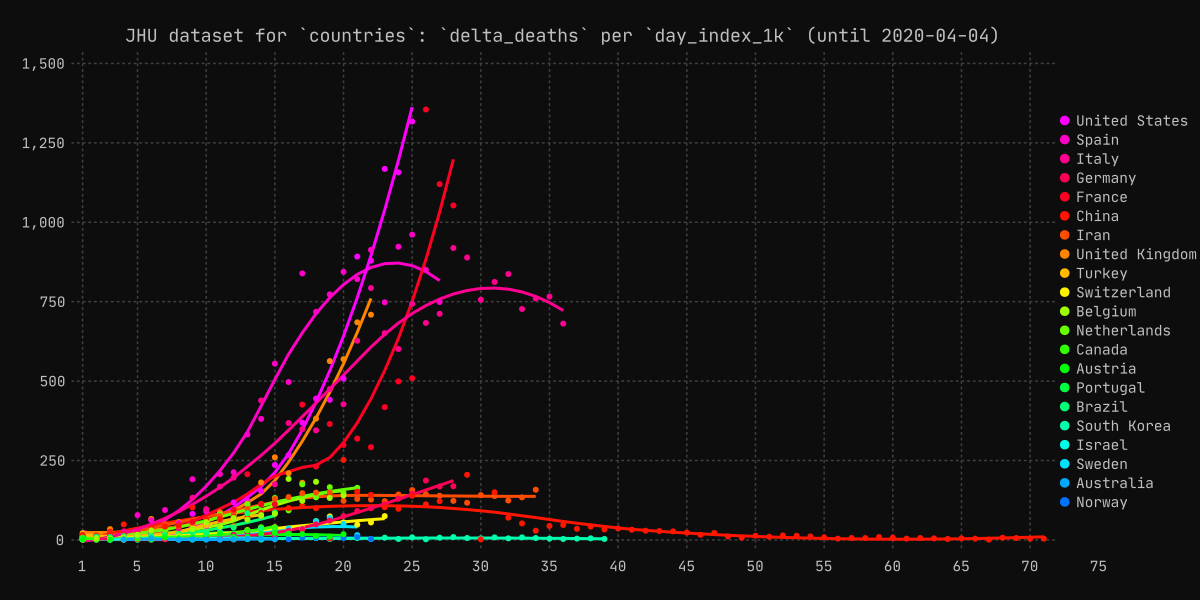 JHU dataset for `countries`: `delta_deaths` per `day_index_1k` (until 2020-04-04)
1,500
1,250
1,000
750
500
250
0
1 5 10 15 20 25 30 35 40 45 50 55 60 65 70 75
United States
Spain
Italy
Germany
France
China
Iran
United Kingdom
Turkey
Switzerland
Belgium
Netherlands
Canada
Austria
Portugal
Brazil
South Korea
Israel
Sweden
Australia
Norway